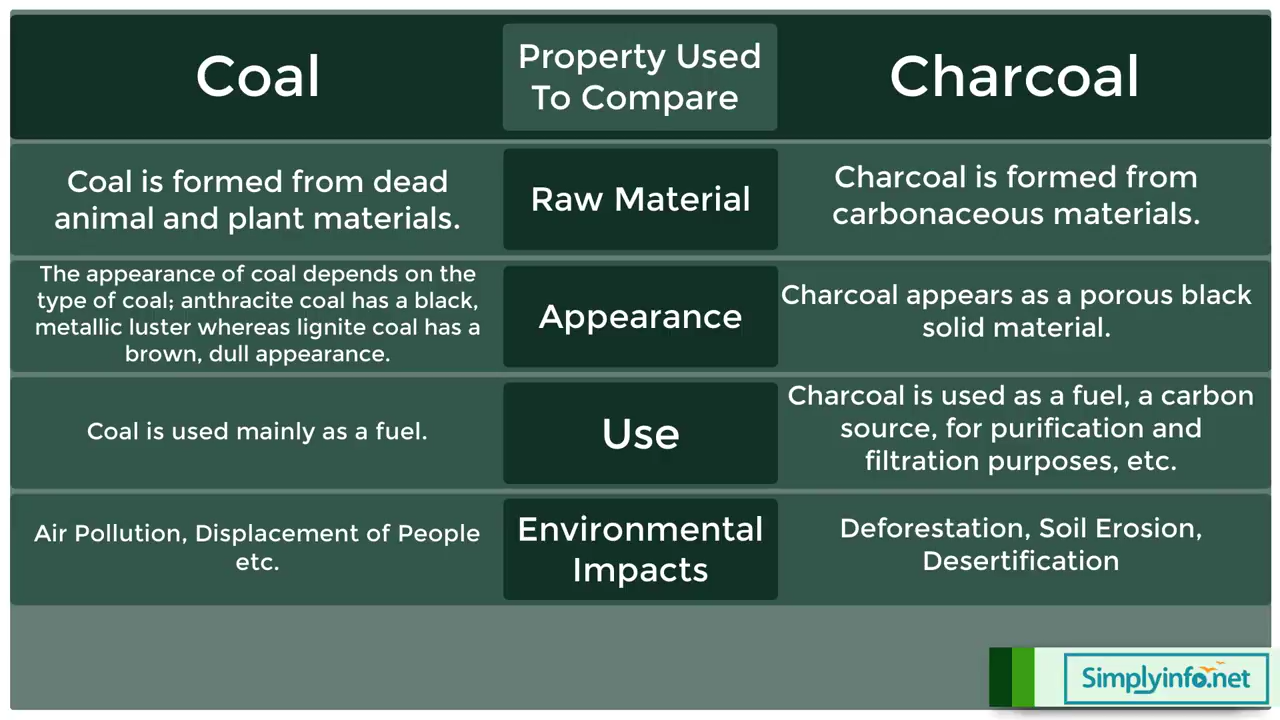 Coal
Property Used
To Compare
Charcoal
Coal is formed from dead
animal and plant materials.
Raw Material
Charcoal is formed from
carbonaceous materials.
The appearance of coal depends on the
type of coal; anthracite coal has a black,
metallic luster whereas lignite coal has a
brown, dull appearance.
Appearance
Charcoal appears as a porous black
solid material.
Coal is used mainly as a fuel.
Use
Charcoal is used as a fuel, a carbon
source, for purification and
filtration purposes, etc.
Air Pollution, Displacement of People
etc.
Environmental
Impacts
Deforestation, Soil Erosion,
Desertification
Simplyinfo.net